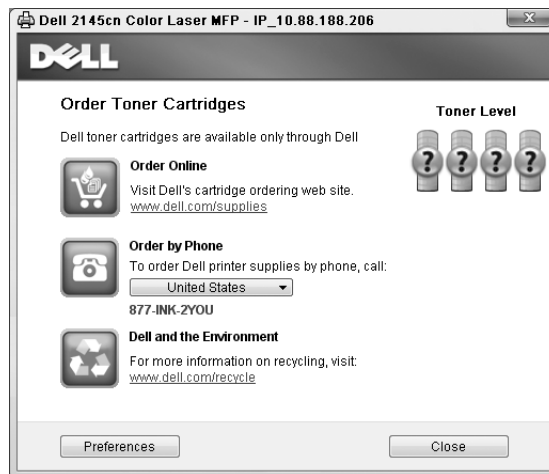 Dell 2145cn Color Laser MFP - IP_10.88.188.206
DELL
Order Toner Cartridges
Toner Level
Dell toner cartridges are available only through Dell
? ? ? ?
Order Online
Visit Dell's cartridge ordering web site.
www.dell.com/supplies
Order by Phone
To order Dell printer supplies by phone, call:
United States
877-INK-2YOU
Dell and the Environment
For more information on recycling, visit:
www.dell.com/recycle
Preferences
Close